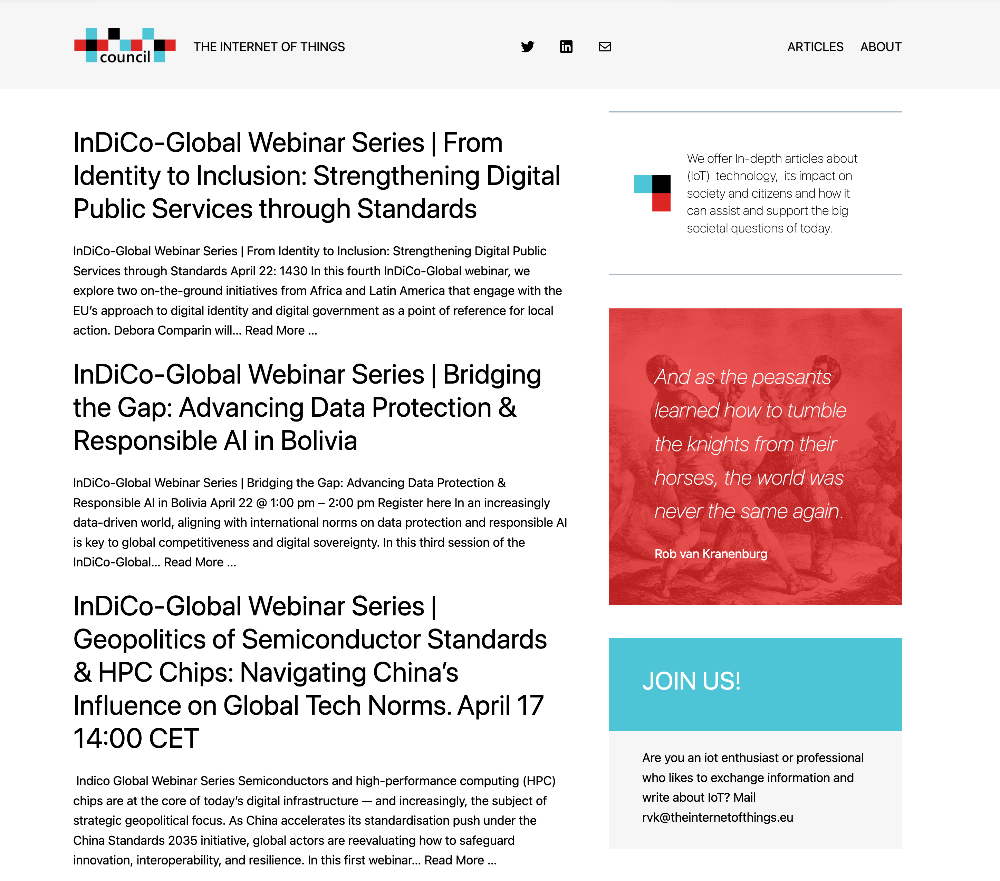 council
THE INTERNET OF THINGS
ARTICLES
ABOUT
InDiCo-Global Webinar Series | From
Identity to Inclusion: Strengthening Digital
Public Services through Standards
InDiCo-Global Webinar Series | From Identity to Inclusion: Strengthening Digital Public
Services through Standards April 22: 1430 In this fourth InDiCo-Global webinar, we
explore two on-the-ground initiatives from Africa and Latin America that engage with the
EU’s approach to digital identity and digital government as a point of reference for local
action. Debora Comparin will... Read More ...
InDiCo-Global Webinar Series | Bridging
the Gap: Advancing Data Protection &
Responsible AI in Bolivia
InDiCo-Global Webinar Series | Bridging the Gap: Advancing Data Protection &
Responsible AI in Bolivia April 22 @ 1:00 pm – 2:00 pm Register here In an increasingly
data-driven world, aligning with international norms on data protection and responsible AI
is key to global competitiveness and digital sovereignty. In this third session of the
InDiCo-Global... Read More ...
InDiCo-Global Webinar Series |
Geopolitics of Semiconductor Standards
& HPC Chips: Navigating China’s
Influence on Global Tech Norms. April 17
14:00 CET
Indico Global Webinar Series Semiconductors and high-performance computing (HPC)
chips are at the core of today’s digital infrastructure — and increasingly, the subject of
strategic geopolitical focus. As China accelerates its standardisation push under the
China Standards 2035 initiative, global actors are reevaluating how to safeguard
innovation, interoperability, and resilience. In this first webinar... Read More ...
We offer In-depth articles about
(IoT) technology, its impact on
society and citizens and how it
can assist and support the big
societal questions of today.
And as the peasants
learned how to tumble
the knights from their
horses, the world was
never the same again.
Rob van Kranenburg
JOIN US!
Are you an iot enthusiast or professional
who likes to exchange information and
write about IoT? Mail
rvk@theinternetofthings.eu